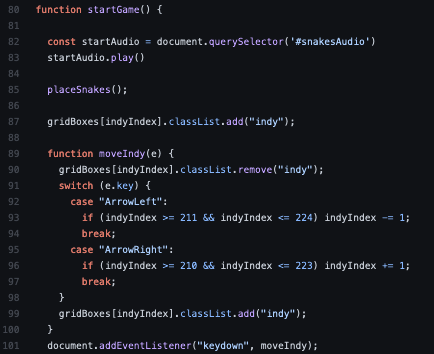 80 function startGame() {
81
82 const startAudio = document.querySelector('#snakesAudio')
83 startAudio.play()
84
85 placeSnakes();
86
87 gridBoxes[indyIndex].classList.add("indy");
88
89 function moveIndy(e) {
90 gridBoxes[indyIndex].classList.remove("indy");
91 switch (e.key) {
92 case "ArrowLeft":
93 if (indyIndex >= 211 && indyIndex <= 224) indyIndex -= 1;
94 break;
95 case "ArrowRight":
96 if (indyIndex >= 210 && indyIndex <= 223) indyIndex += 1;
97 break;
98 }
99 gridBoxes[indyIndex].classList.add("indy");
100 }
101 document.addEventListener("keydown", moveIndy);